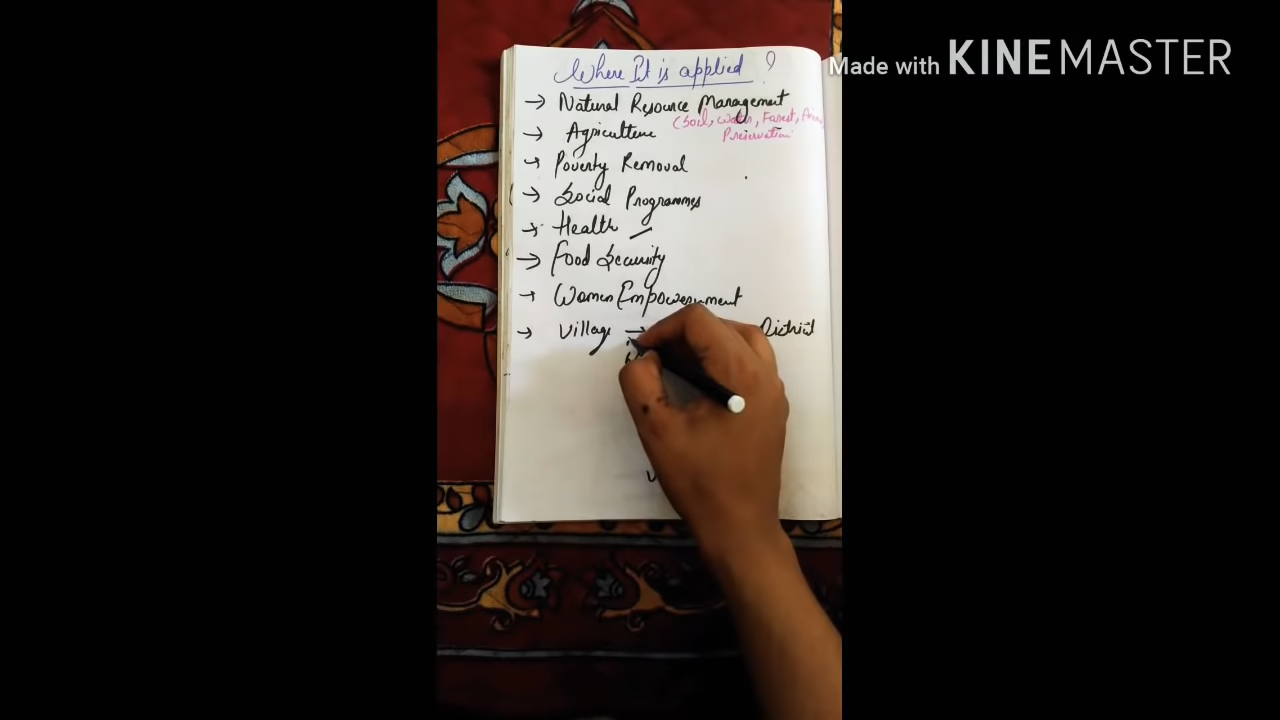 Made with KINEMASTER
Where It is applied ?
→ Natural Resource Management
(Soil, Water, Forest,
Preservation
→ Agriculture
→ Poverty Removal
→ Social Programmes
→ Health
→ Food Security
→ Women Empowerment
→ Village → District